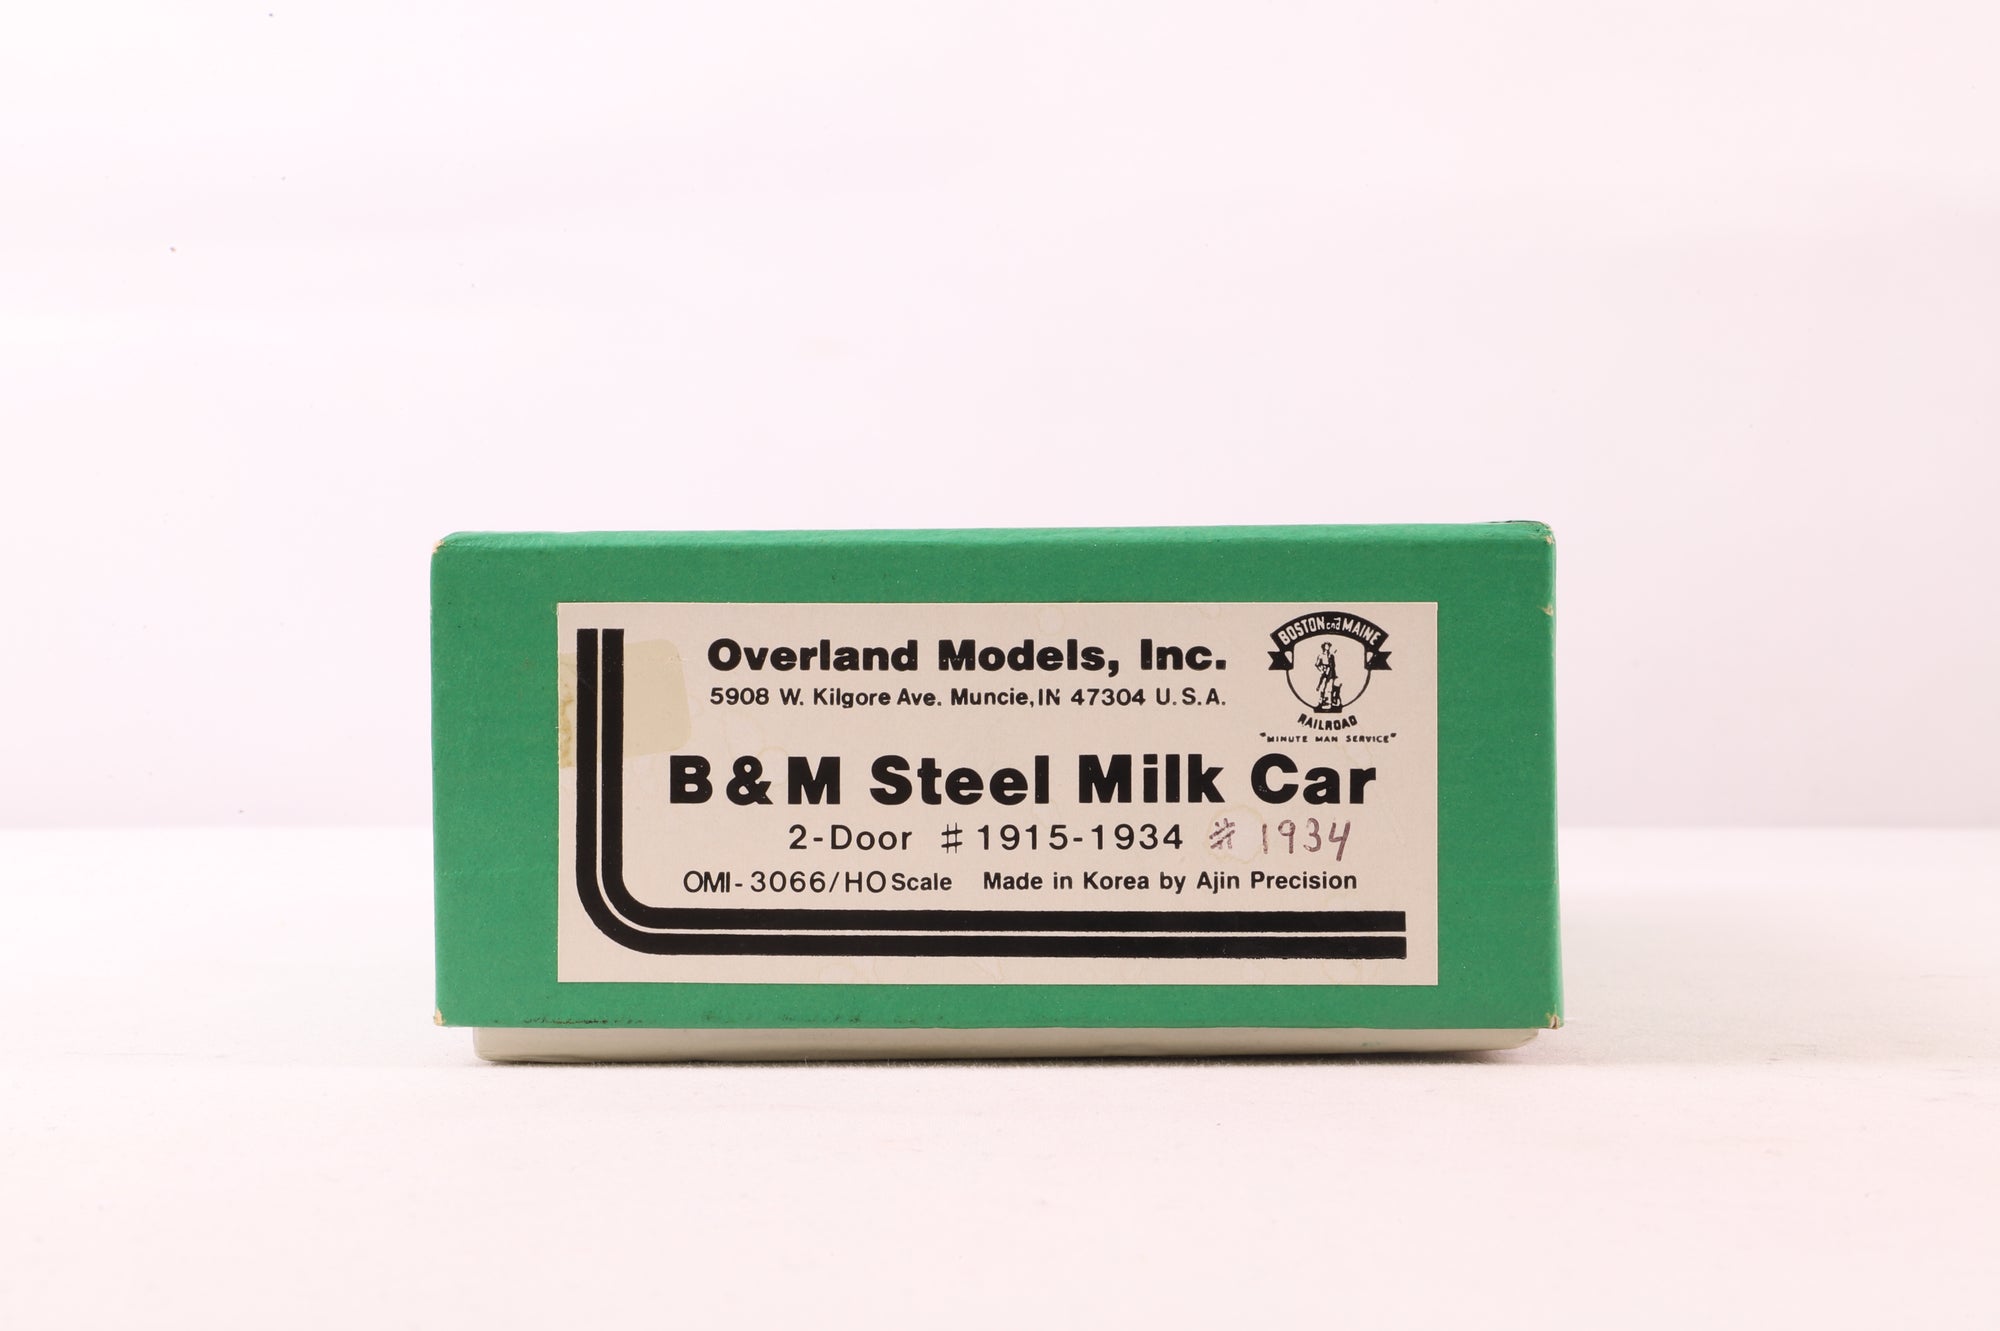 Overland Models, Inc.
5908 W. Kilgore Ave. Muncie, IN 47304 U.S.A.
BOSTON and MAINE
RAILROAD
"MINUTE MAN SERVICE"
B & M Steel Milk Car
2-Door # 1915-1934 # 1934
OMI-3066/HO Scale Made in Korea by Ajin Precision